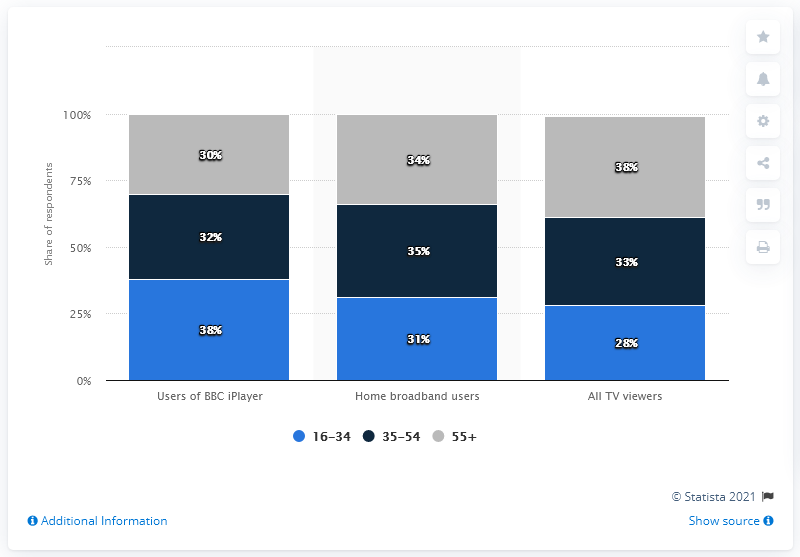 Share of respondents
100%
75%
50%
25%
0%
30%
32%
38%
34%
35%
31%
38%
33%
28%
Users of BBC iPlayer
Home broadband users
All TV viewers
16–34
35–54
55+
© Statista 2021
Additional Information
Show source